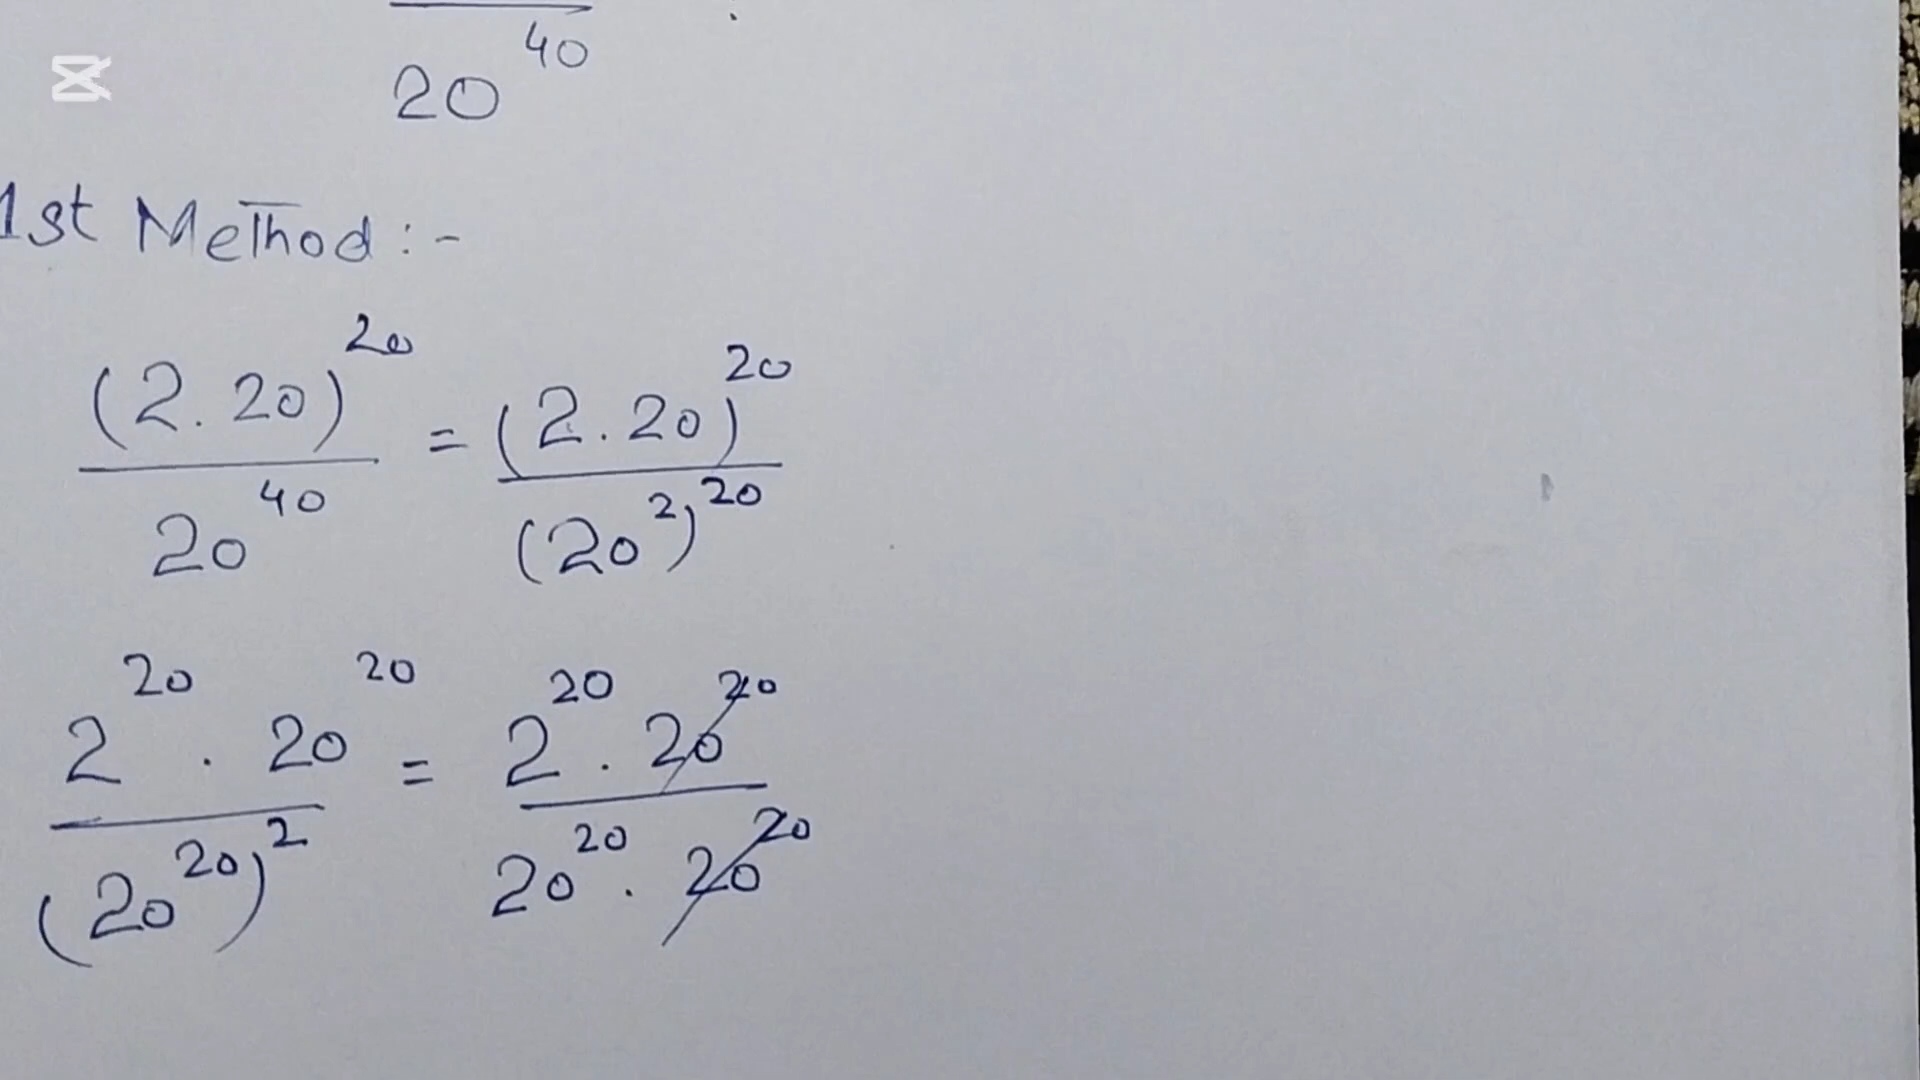 20^40
1st Method :-
(2.20)^20 / 20^40 = (2.20)^20 / (20^2)^20
2^20 . 20^20 / (20^20)^2 = 2^20 . 20^20 / 20^20 . 20^20